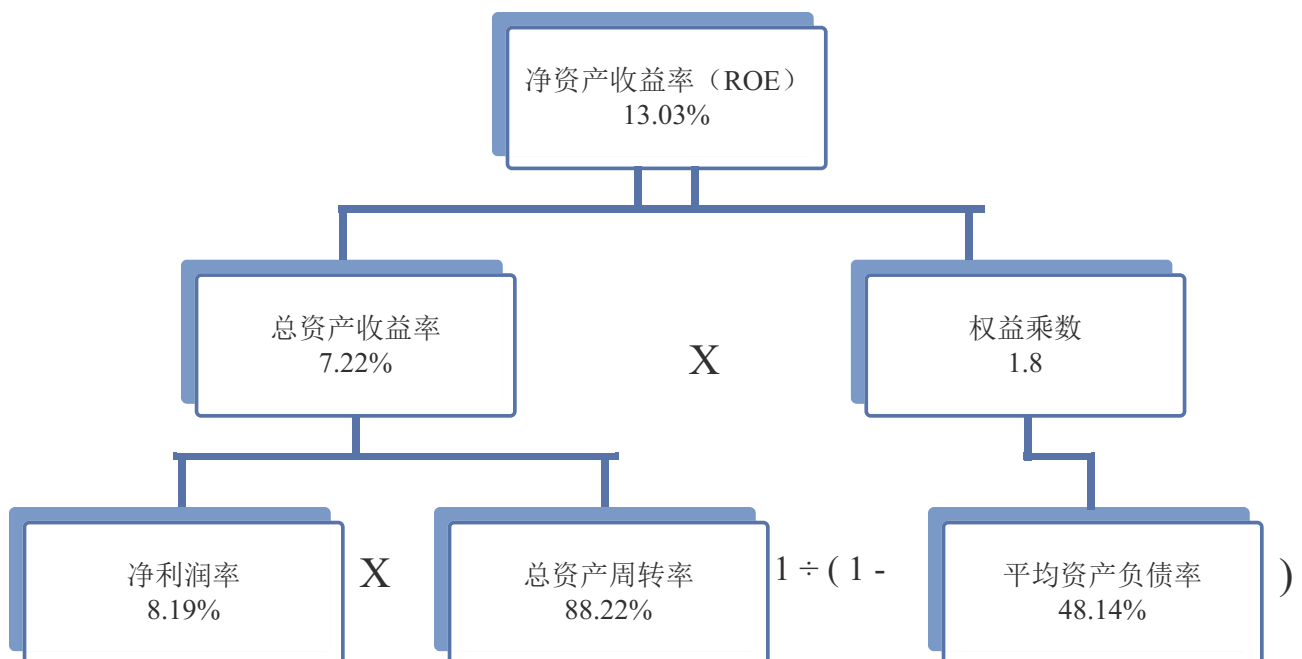 净资产收益率（ROE）
13.03%
总资产收益率
7.22%
X
权益乘数
1.8
净利润率
8.19%
X
总资产周转率
88.22%
1 ÷ ( 1 -
平均资产负债率
48.14%
)